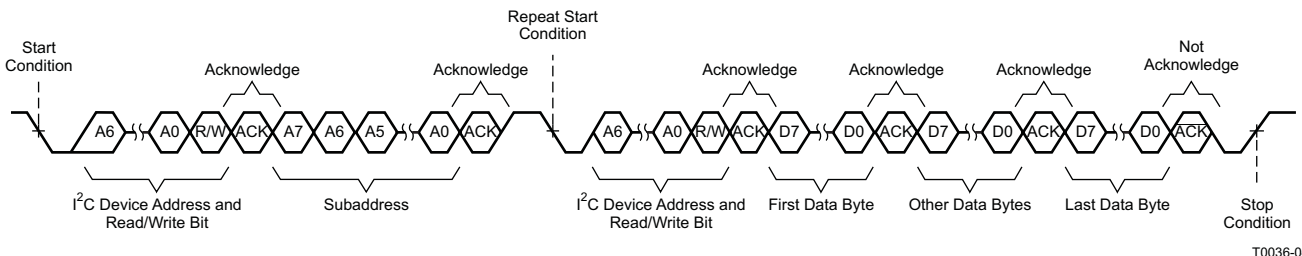 Repeat Start
Condition
Start
Condition
Not
Acknowledge
Acknowledge
Acknowledge
Acknowledge
Acknowledge
Acknowledge
A6 A0 R/W ACK A7 A6 A5 A0 ACK A6 A0 R/W ACK D7 D0 ACK D7 D0 ACK D7 D0 ACK
I²C Device Address and
Read/Write Bit
Subaddress
I²C Device Address and
Read/Write Bit
First Data Byte
Other Data Bytes
Last Data Byte
Stop
Condition
T0036-0